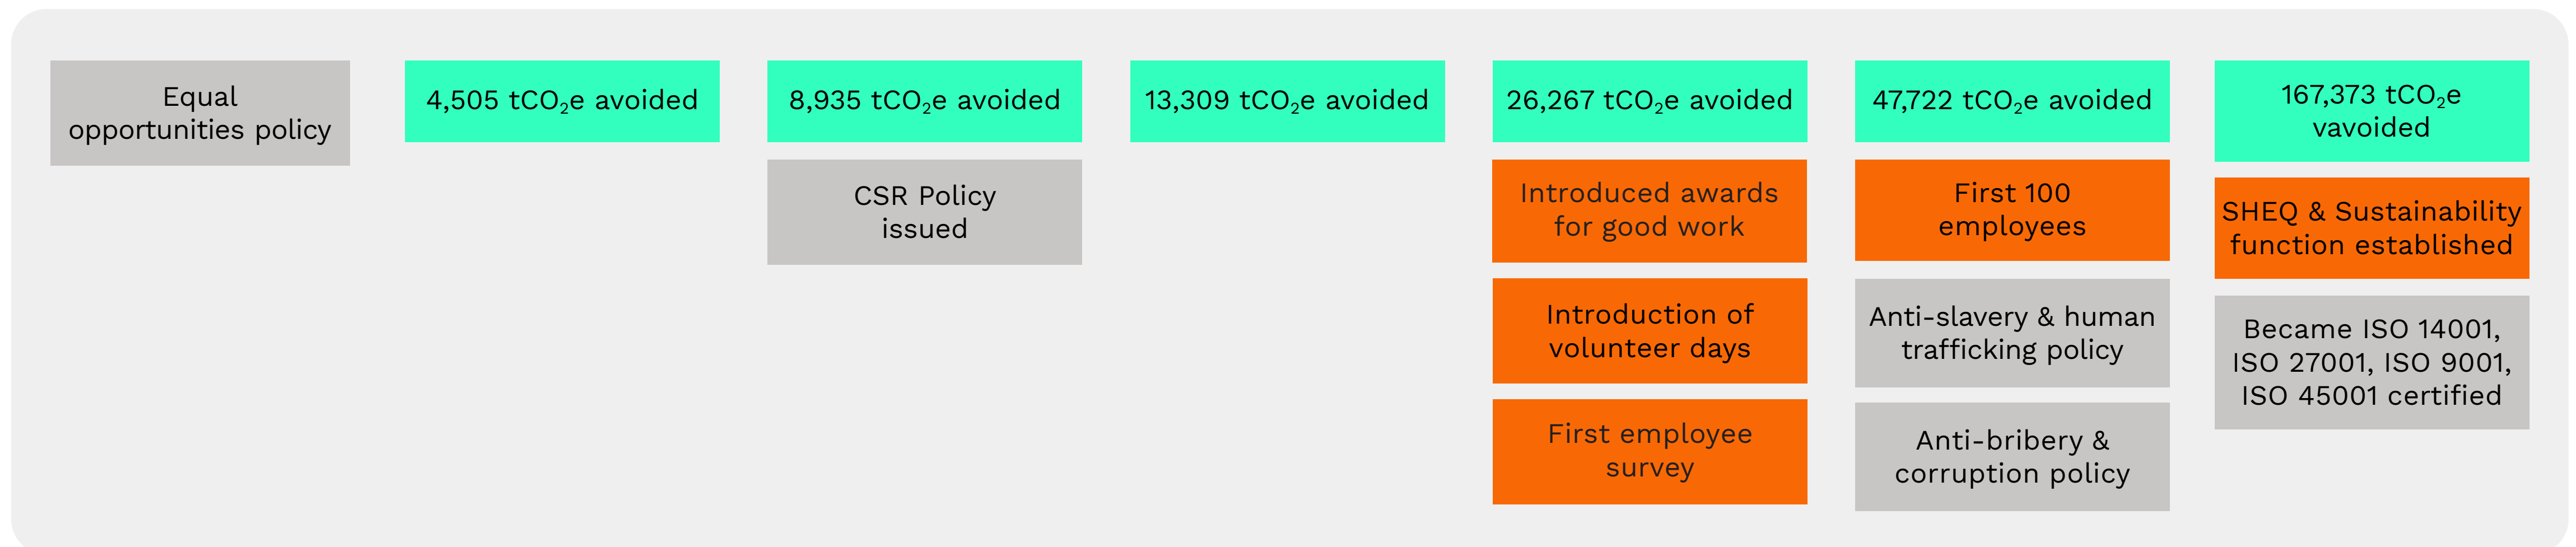 Equal
opportunities policy
4,505 tCO₂e avoided
8,935 tCO₂e avoided
CSR Policy
issued
13,309 tCO₂e avoided
26,267 tCO₂e avoided
Introduced awards
for good work
Introduction of
volunteer days
First employee
survey
47,722 tCO₂e avoided
First 100
employees
Anti-slavery & human
trafficking policy
Anti-bribery &
corruption policy
167,373 tCO₂e
vavoided
SHEQ & Sustainability
function established
Became ISO 14001,
ISO 27001, ISO 9001,
ISO 45001 certified